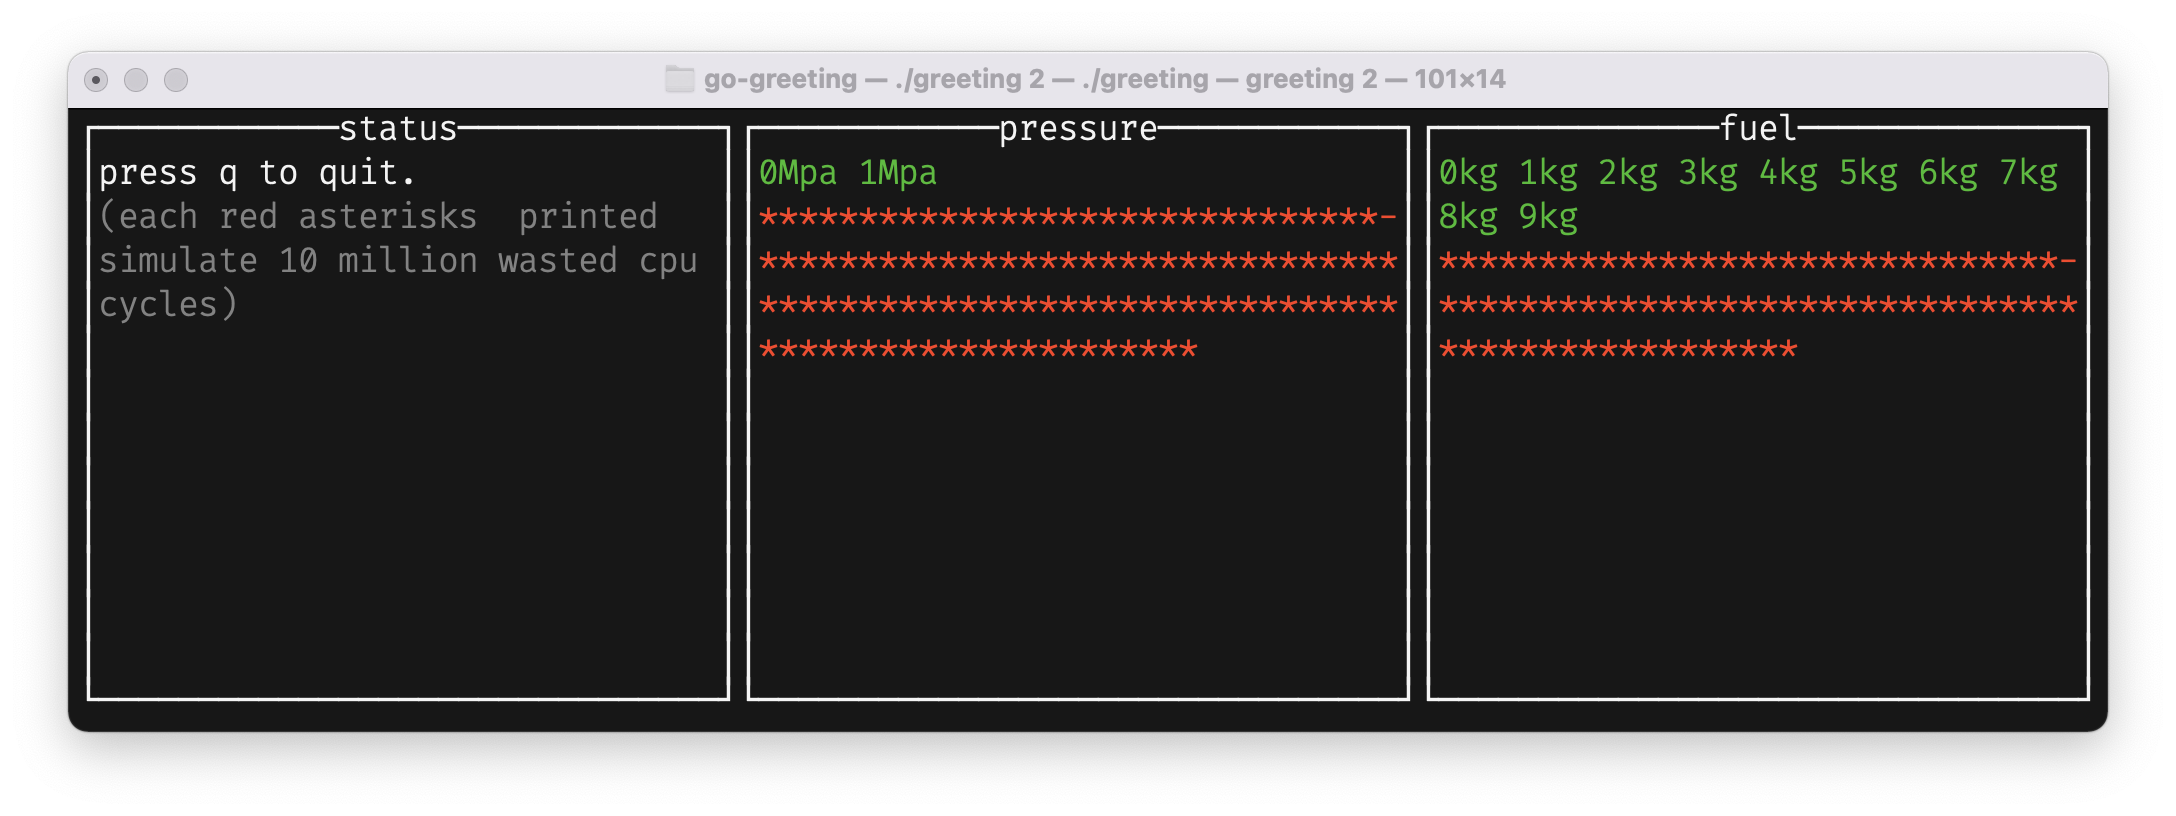 go-greeting — ./greeting 2 — ./greeting — greeting 2 — 101×14
status
press q to quit.
(each red asterisks  printed
simulate 10 million wasted cpu
cycles)
pressure
0Mpa 1Mpa
*******************************-
********************************
********************************
**********************
fuel
0kg 1kg 2kg 3kg 4kg 5kg 6kg 7kg
8kg 9kg
*******************************-
********************************
******************